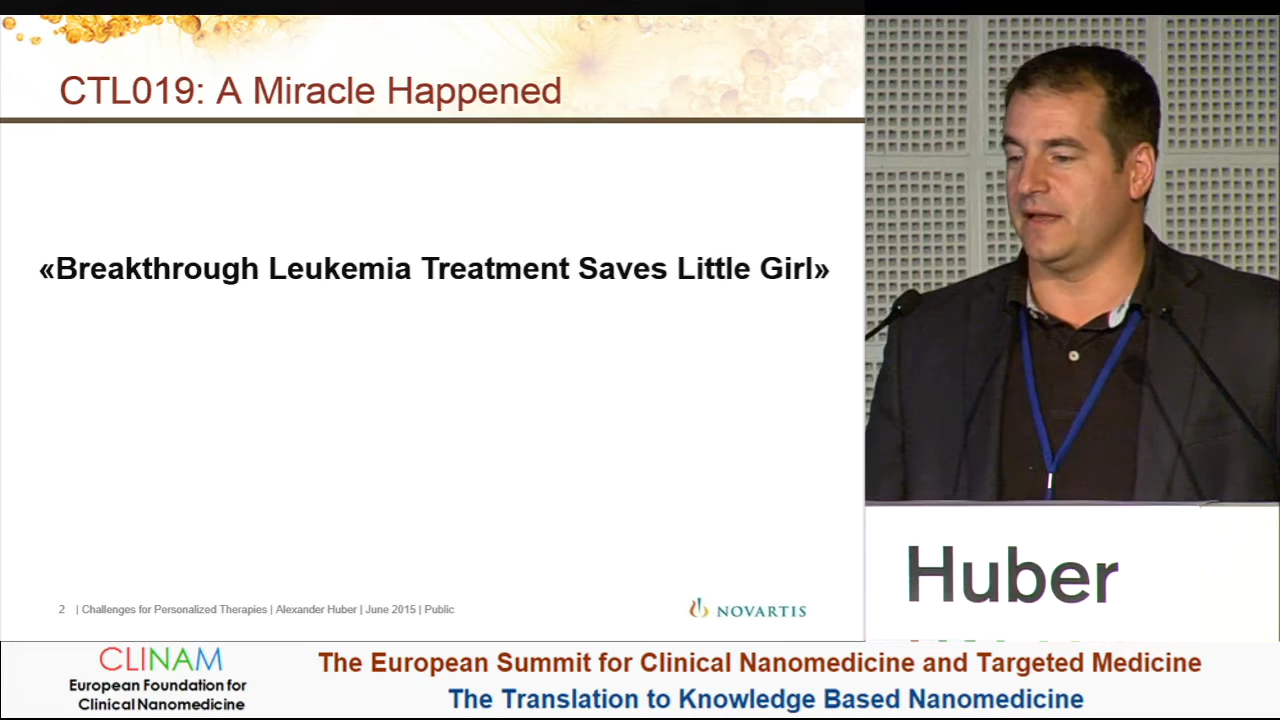 CTL019: A Miracle Happened
«Breakthrough Leukemia Treatment Saves Little Girl»
2 | Challenges for Personalized Therapies | Alexander Huber | June 2015 | Public
NOVARTIS
Huber
CLINAM
European Foundation for
Clinical Nanomedicine
The European Summit for Clinical Nanomedicine and Targeted Medicine
The Translation to Knowledge Based Nanomedicine